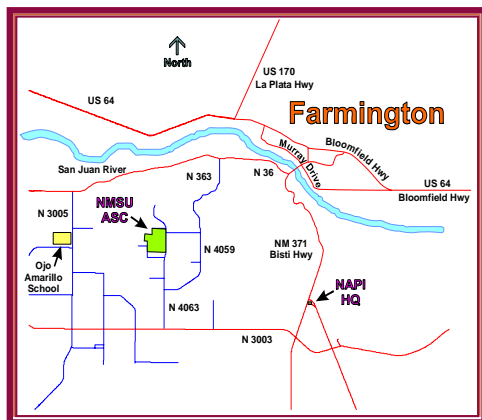 North
US 170
La Plata Hwy
US 64
Farmington
Murray Drive
Bloomfield Hwy
San Juan River
N 363
N 36
US 64
Bloomfield Hwy
N 3005
NMSU
ASC
N 4059
NM 371
Bisti Hwy
Ojo
Amarillo
School
NAPI
HQ
N 4063
N 3003